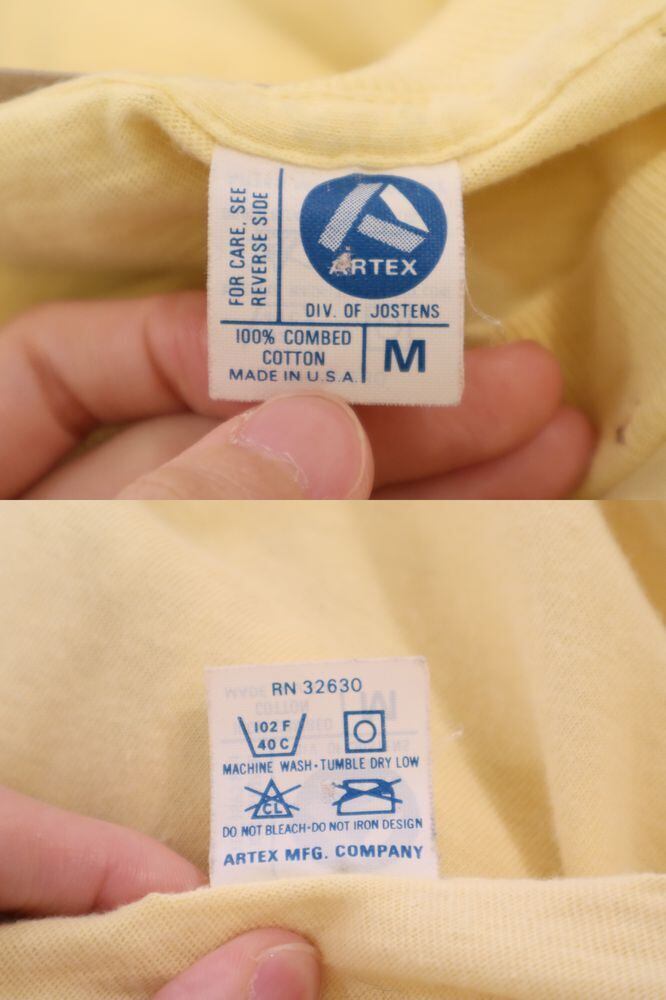 FOR CARE, SEE
REVERSE SIDE
ARTEX
DIV. OF JOSTENS
100% COMBED
COTTON
MADE IN U.S.A.
M
RN 32630
102 F
40 C
MACHINE WASH·TUMBLE DRY LOW
CL
DO NOT BLEACH·DO NOT IRON DESIGN
ARTEX MFG. COMPANY